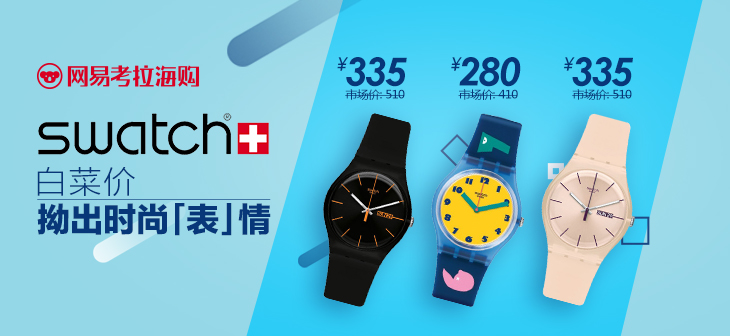 网易考拉海购
swatch®
白菜价
拗出时尚「表」情
¥335
市场价: 510
¥280
市场价: 410
¥335
市场价: 510